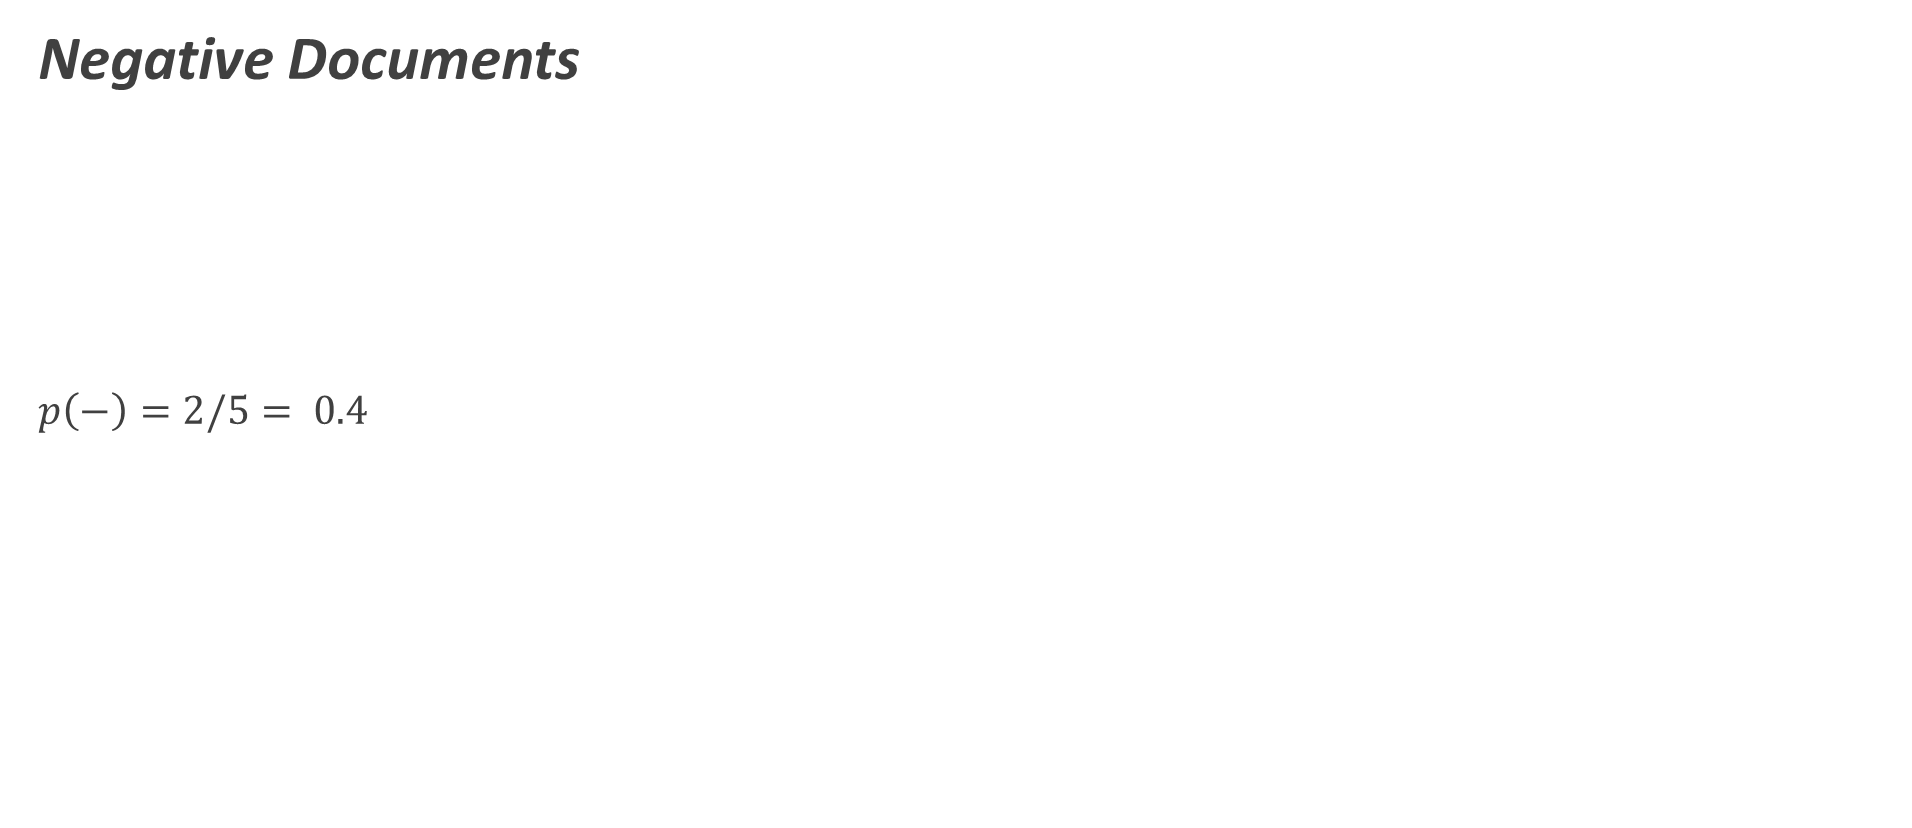 Negative Documents
p(−) = 2/5 = 0.4